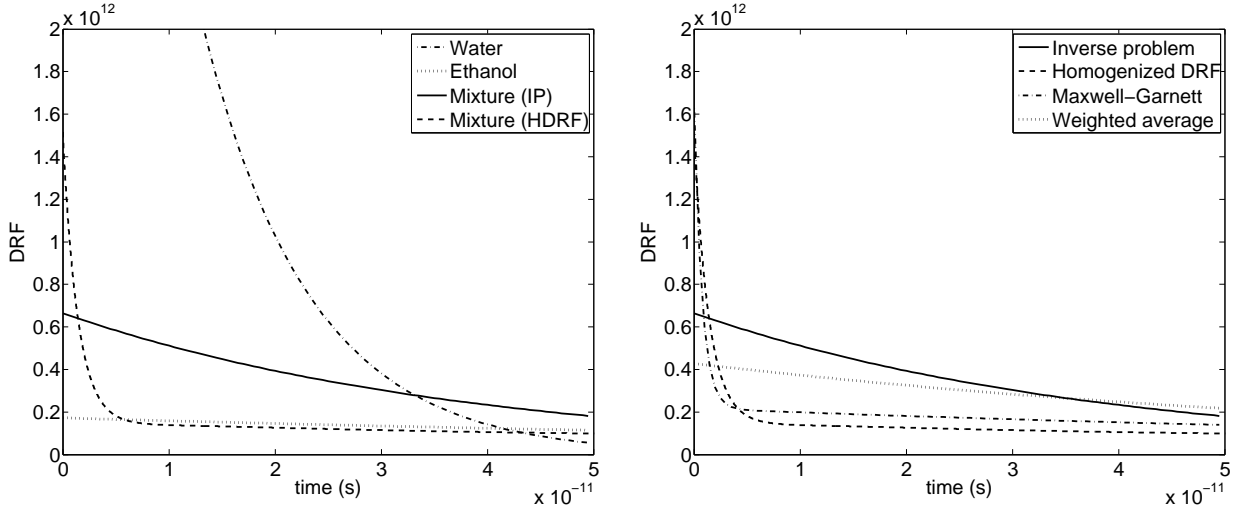 x 10^12
2
1.8
1.6
1.4
1.2
1
0.8
0.6
0.4
0.2
0
DRF
0 1 2 3 4 5
time (s)
x 10^−11
Water
Ethanol
Mixture (IP)
Mixture (HDRF)
x 10^12
2
1.8
1.6
1.4
1.2
1
0.8
0.6
0.4
0.2
0
DRF
0 1 2 3 4 5
time (s)
x 10^−11
Inverse problem
Homogenized DRF
Maxwell−Garnett
Weighted average